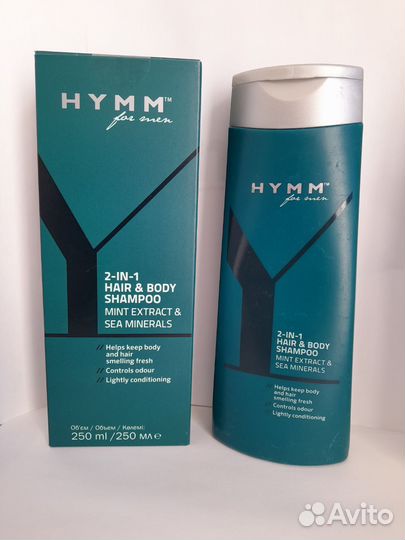 HYMM™
for men
2-IN-1
HAIR & BODY
SHAMPOO
MINT EXTRACT &
SEA MINERALS
// Helps keep body
and hair
smelling fresh
// Controls odour
// Lightly conditioning
Об'єм / Объем / Көлемі:
250 ml /250 мл ℮
HYMM™
for men
2-IN-1
HAIR & BODY
SHAMPOO
MINT EXTRACT &
SEA MINERALS
// Helps keep body
and hair
smelling fresh
// Controls odour
// Lightly conditioning
Avito